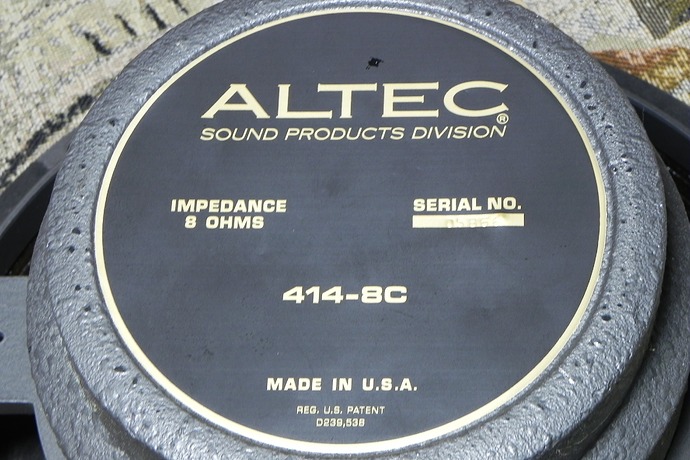 ALTEC®
SOUND PRODUCTS DIVISION
IMPEDANCE
8 OHMS
SERIAL NO.
414-8C
MADE IN U.S.A.
REG. U.S. PATENT
D239,538